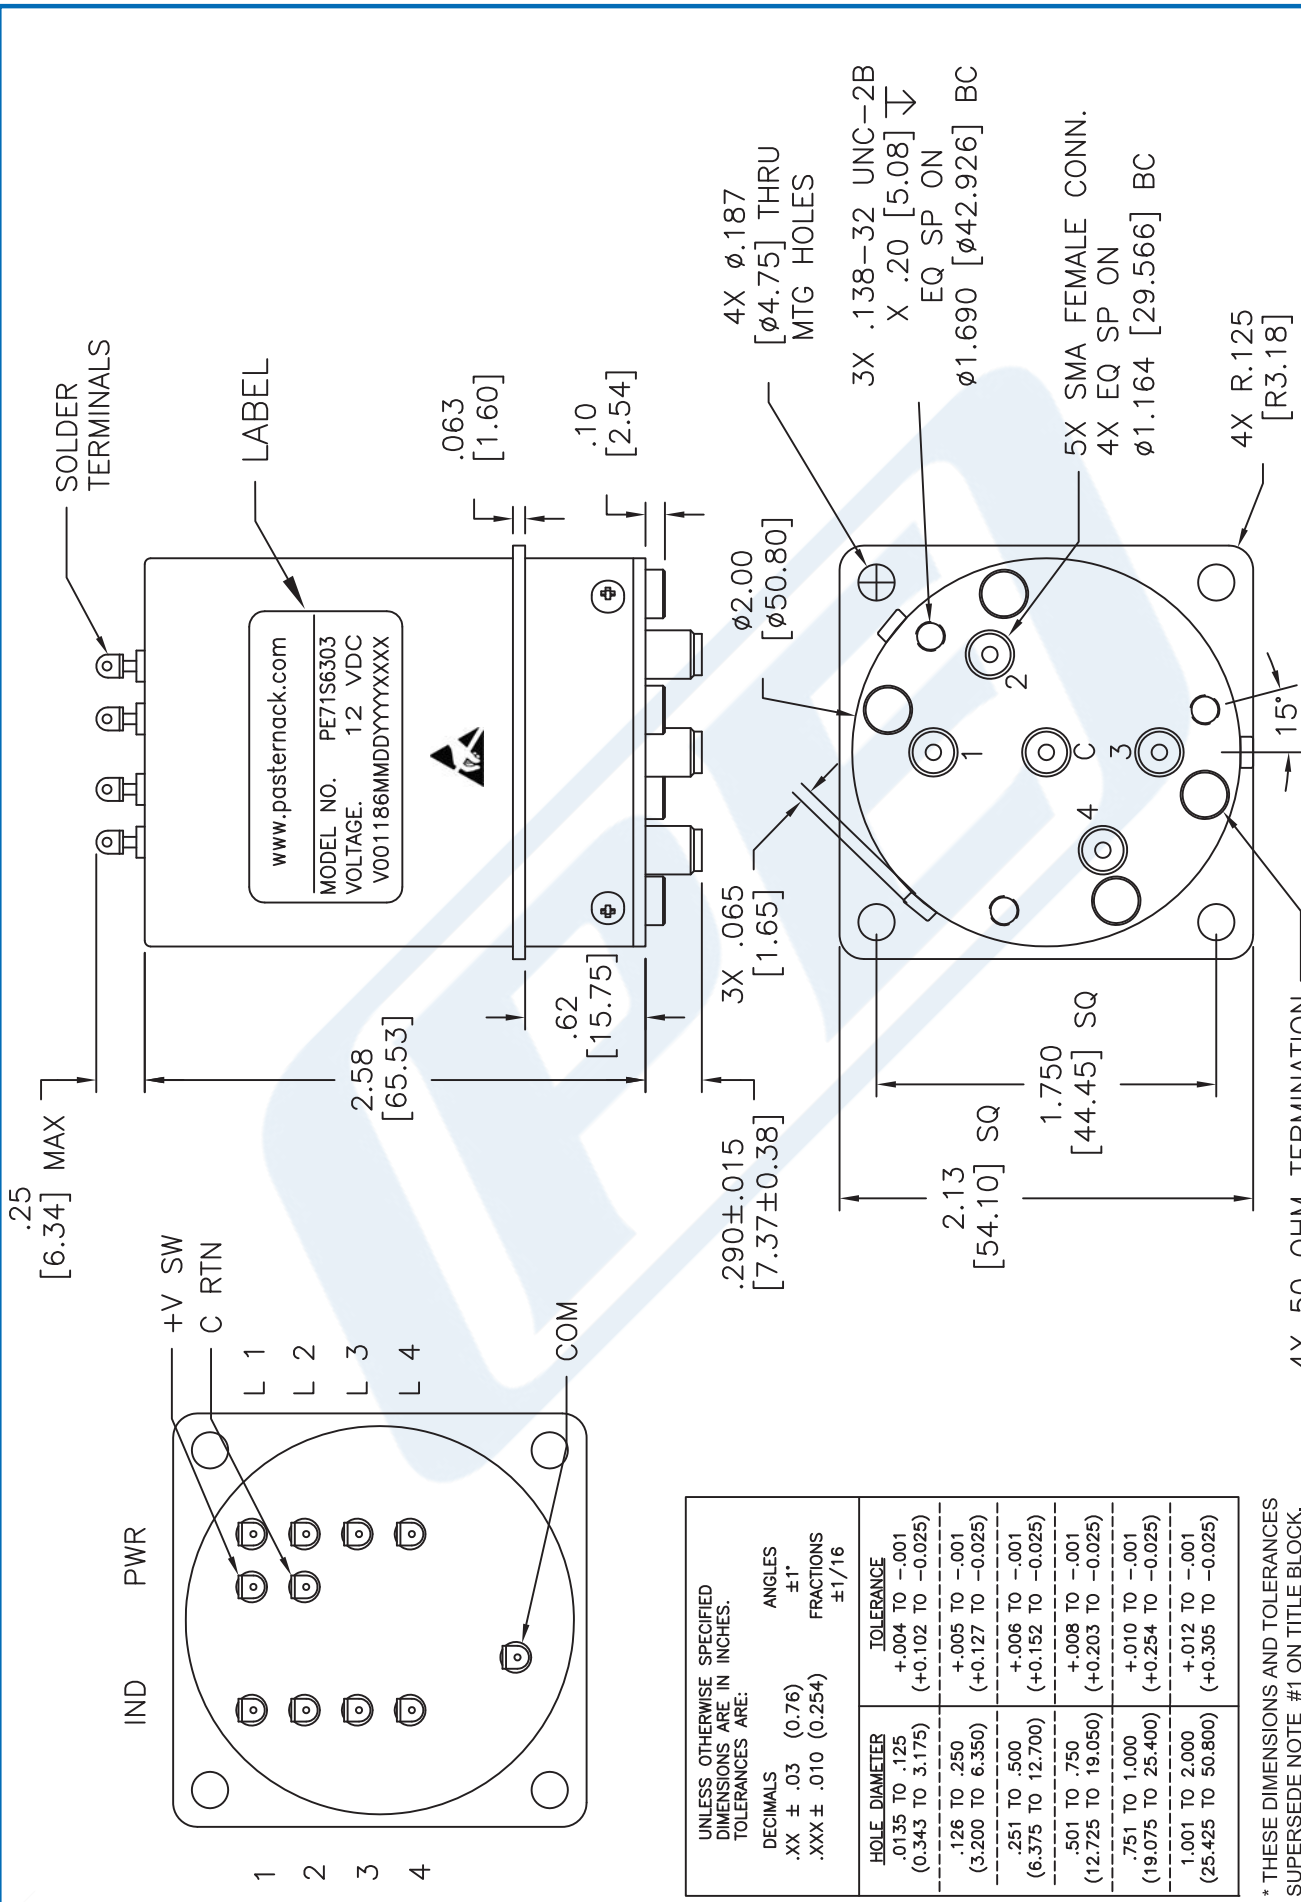 .25
[6.34] MAX
SOLDER
TERMINALS
LABEL
www.pasternack.com
MODEL NO. PE71S6303
VOLTAGE. 12 VDC
V001186MMDDYYYYXXXX
2.58
[65.53]
.063
[1.60]
.10
[2.54]
.62
[15.75]
.290±.015
[7.37±0.38]
+V SW
C RTN
IND
PWR
L 1
L 2
L 3
L 4
1
2
3
4
COM
4X ø.187
[ø4.75] THRU
MTG HOLES
3X .138-32 UNC-2B
X .20 [5.08]
EQ SP ON
ø1.690 [ø42.926] BC
5X SMA FEMALE CONN.
4X EQ SP ON
ø1.164 [29.566] BC
4X R.125
[R3.18]
ø2.00
[ø50.80]
3X .065
[1.65]
1
2
C
3
4
15°
1.750
[44.45] SQ
2.13
[54.10] SQ
4X 50 OHM TERMINATION
UNLESS OTHERWISE SPECIFIED
DIMENSIONS ARE IN INCHES.
TOLERANCES ARE:
DECIMALS ANGLES
.XX ± .03 (0.76) ±1°
.XXX ± .010 (0.254) FRACTIONS
±1/16
HOLE DIAMETER TOLERANCE
.0135 TO .125 +.004 TO -.001
(0.343 TO 3.175) (+0.102 TO -0.025)
.126 TO .250 +.005 TO -.001
(3.200 TO 6.350) (+0.127 TO -0.025)
.251 TO .500 +.006 TO -.001
(6.375 TO 12.700) (+0.152 TO -0.025)
.501 TO .750 +.008 TO -.001
(12.725 TO 19.050) (+0.203 TO -0.025)
.751 TO 1.000 +.010 TO -.001
(19.075 TO 25.400) (+0.254 TO -0.025)
1.001 TO 2.000 +.012 TO -.001
(25.425 TO 50.800) (+0.305 TO -0.025)
* THESE DIMENSIONS AND TOLERANCES
SUPERSEDE NOTE #1 ON TITLE BLOCK.
PE